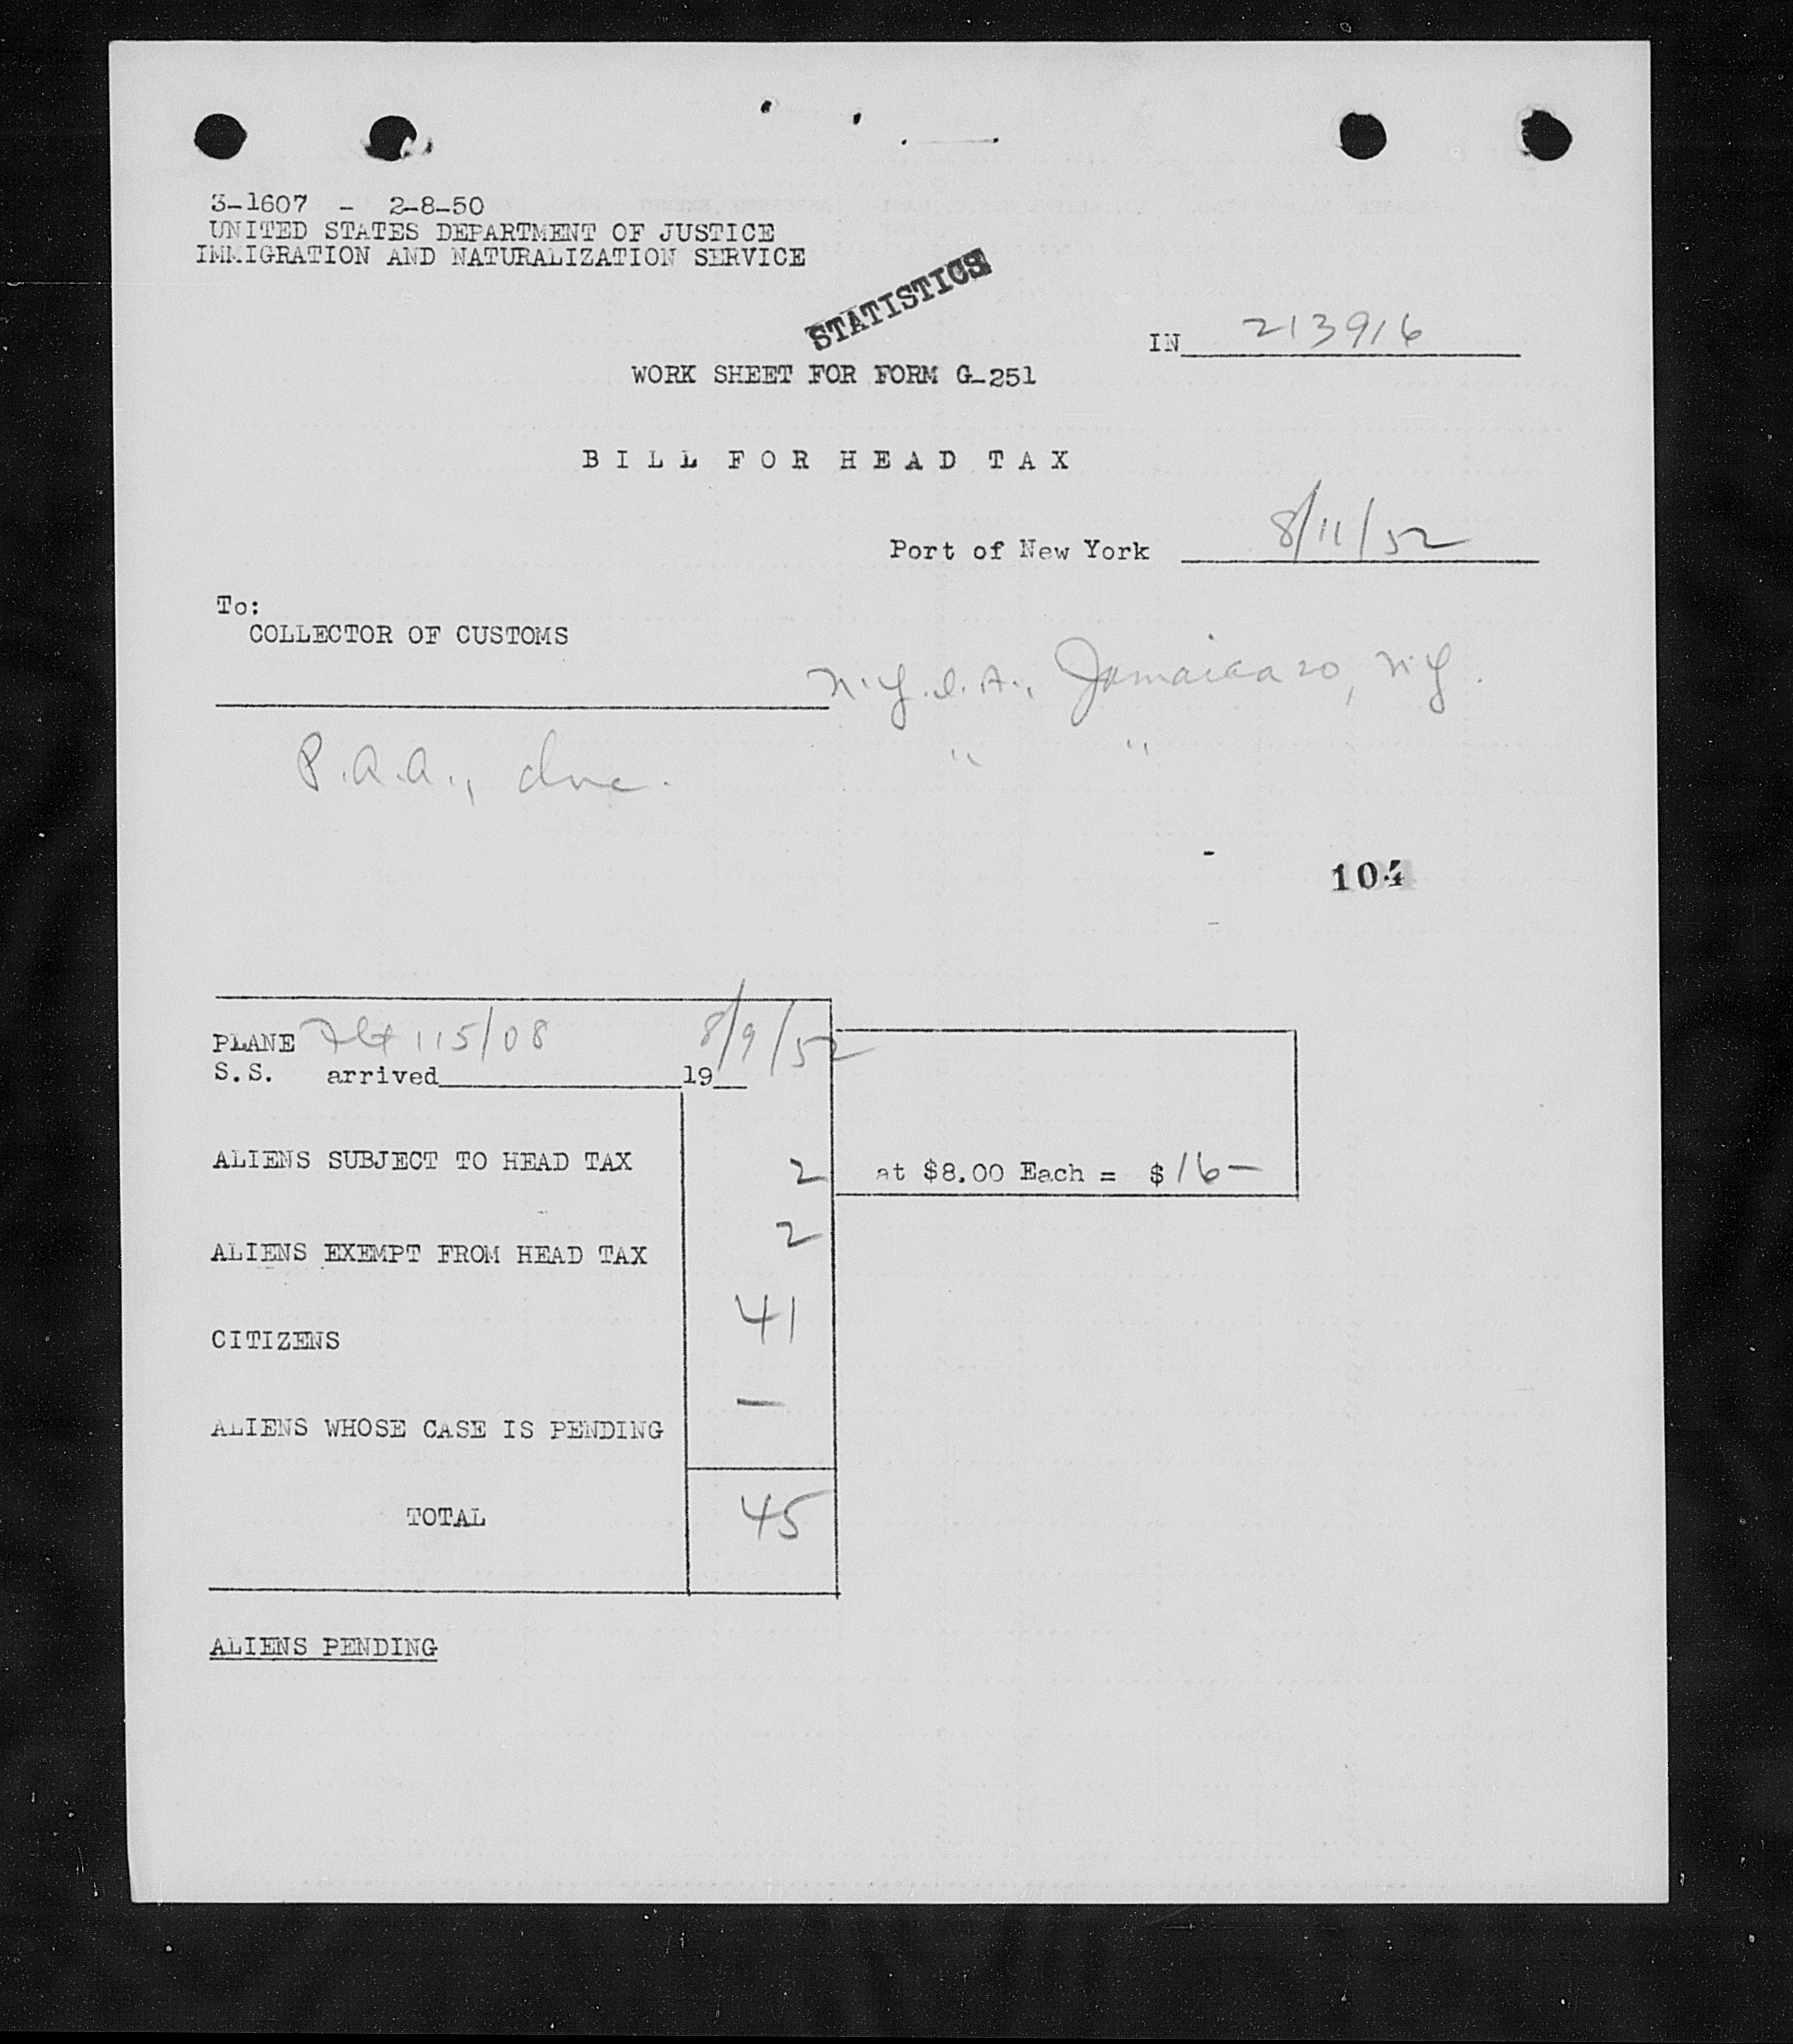 3-1607 - 2-8-50
UNITED STATES DEPARTMENT OF JUSTICE
IMMIGRATION AND NATURALIZATION SERVICE
STATISTICS
IN 213916
WORK SHEET FOR FORM G-251
BILL FOR HEAD TAX
Port of New York 8/11/52
To:
COLLECTOR OF CUSTOMS
N.Y.I.A., Jamaica 20, N.Y.
P.A.A., Inc. " "
104
PLANE Flt 115/08 8/9/52
S.S. arrived 19
ALIENS SUBJECT TO HEAD TAX 2 at $8.00 Each = $ 16 —
ALIENS EXEMPT FROM HEAD TAX 2
CITIZENS 41
ALIENS WHOSE CASE IS PENDING —
TOTAL 45
ALIENS PENDING